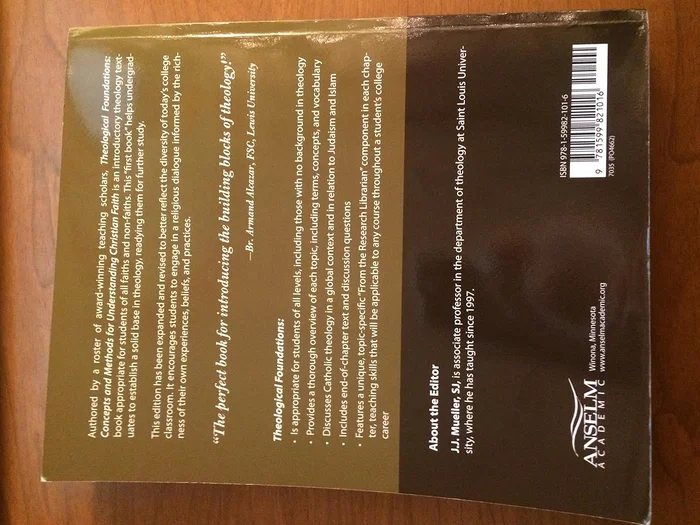 Authored by a roster of award-winning teaching scholars, Theological Foundations:
Concepts and Methods for Understanding Christian Faith is an introductory theology text-
book appropriate for students of all faiths and non-faiths. This "first book" helps undergrad-
uates to establish a solid base in theology, readying them for further study.
This edition has been expanded and revised to better reflect the diversity of today's college
classroom. It encourages students to engage in a religious dialogue informed by the rich-
ness of their own experiences, beliefs, and practices.
"The perfect book for introducing the building blocks of theology!"
—Br. Armand Alcazar, FSC, Lewis University
Theological Foundations:
• Is appropriate for students of all levels, including those with no background in theology
• Provides a thorough overview of each topic, including terms, concepts, and vocabulary
• Discusses Catholic theology in a global context and in relation to Judaism and Islam
• Includes end-of-chapter text and discussion questions
• Features a unique, topic-specific "From the Research Librarian" component in each chap-
ter, teaching skills that will be applicable to any course throughout a student's college
career
About the Editor
J.J. Mueller, SJ, is associate professor in the department of theology at Saint Louis Univer-
sity, where he has taught since 1997.
ANSELM
ACADEMIC
Winona, Minnesota
www.anselmacademic.org
ISBN 978-1-59982-101-6
9 781599 821016
7035 (PO4662)